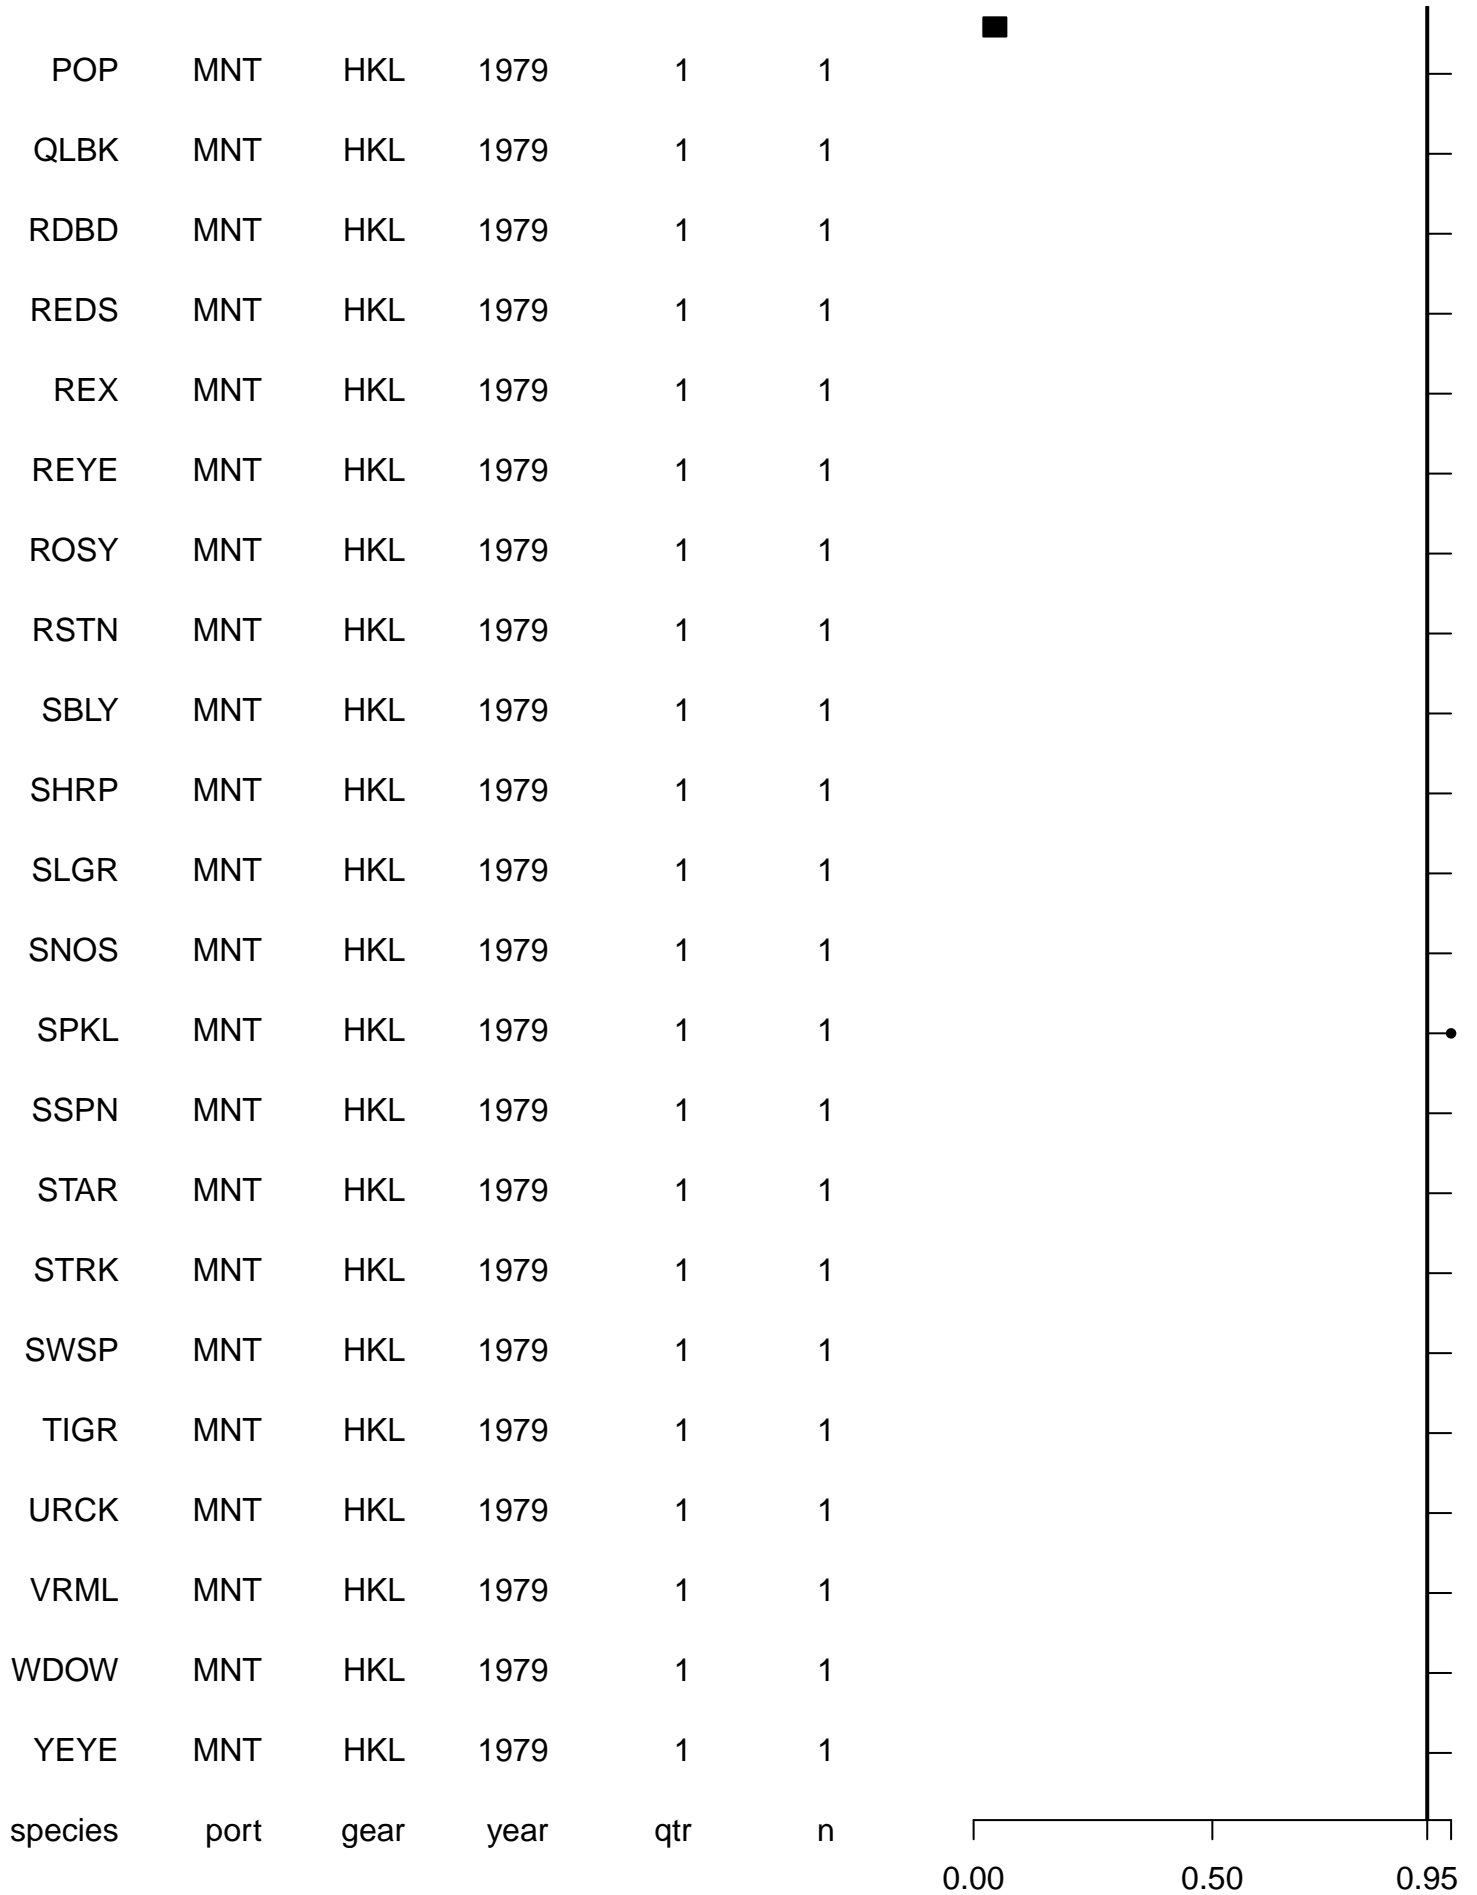 POP MNT HKL 1979 1 1
QLBK MNT HKL 1979 1 1
RDBD MNT HKL 1979 1 1
REDS MNT HKL 1979 1 1
REX MNT HKL 1979 1 1
REYE MNT HKL 1979 1 1
ROSY MNT HKL 1979 1 1
RSTN MNT HKL 1979 1 1
SBLY MNT HKL 1979 1 1
SHRP MNT HKL 1979 1 1
SLGR MNT HKL 1979 1 1
SNOS MNT HKL 1979 1 1
SPKL MNT HKL 1979 1 1
SSPN MNT HKL 1979 1 1
STAR MNT HKL 1979 1 1
STRK MNT HKL 1979 1 1
SWSP MNT HKL 1979 1 1
TIGR MNT HKL 1979 1 1
URCK MNT HKL 1979 1 1
VRML MNT HKL 1979 1 1
WDOW MNT HKL 1979 1 1
YEYE MNT HKL 1979 1 1
species port gear year qtr n
0.00 0.50 0.95